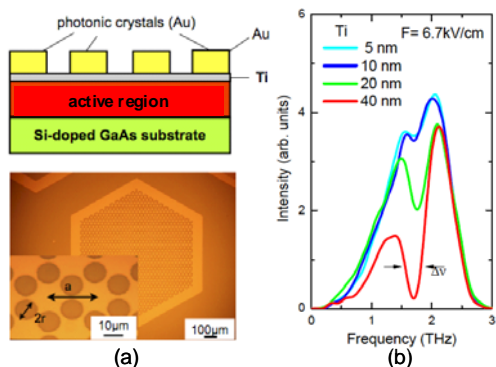 photonic crystals (Au)
Au
Ti
active region
Si-doped GaAs substrate
a
2r
10μm
100μm
(a)
Ti
F= 6.7kV/cm
5 nm
10 nm
20 nm
40 nm
Δν
Intensity (arb. units)
6
4
2
0
0
1
2
3
Frequency (THz)
(b)